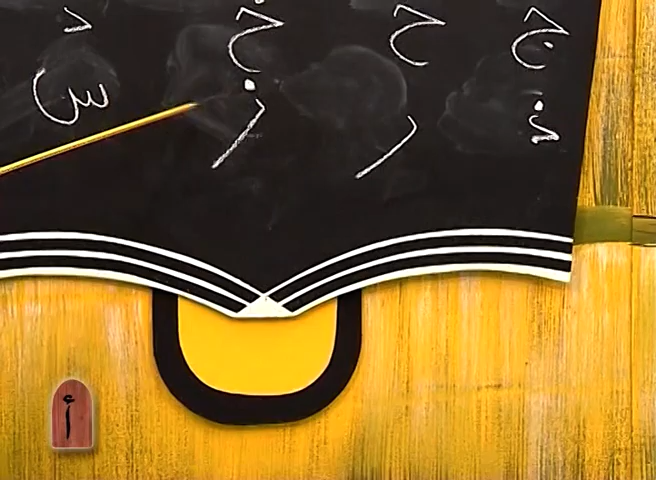 ج ح خ د
ذ ر ز س
أ